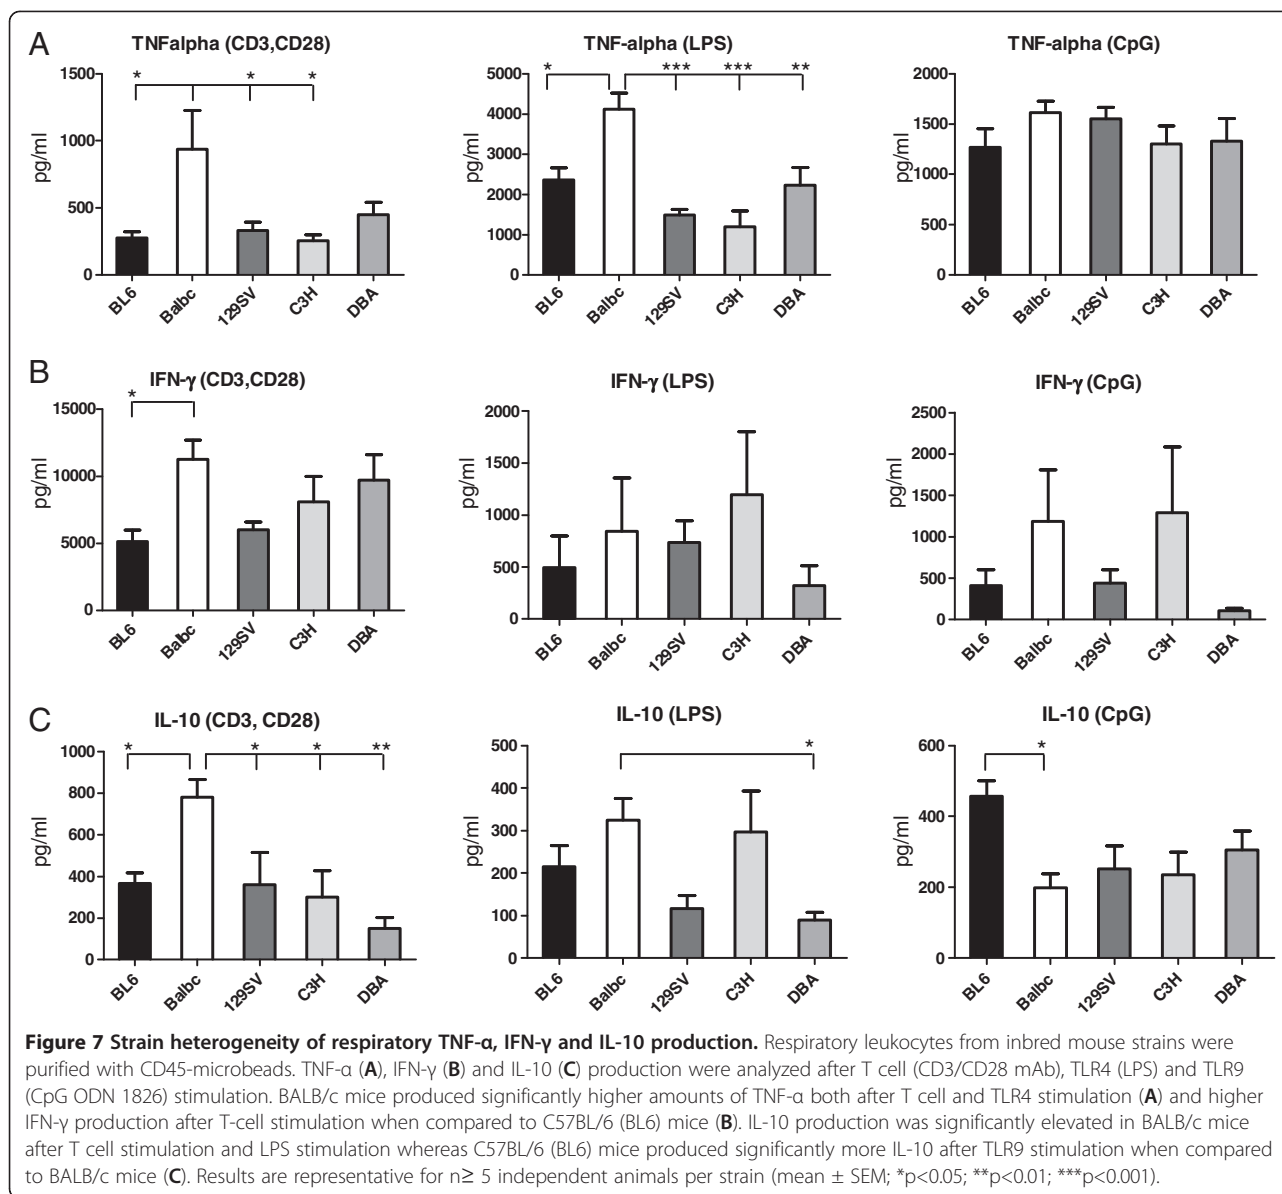 A
TNFalpha (CD3,CD28)
* * *
1500
1000
500
0
pg/ml
BL6 Balbc 129SV C3H DBA
TNF-alpha (LPS)
* *** *** **
5000
4000
3000
2000
1000
0
pg/ml
BL6 Balbc 129SV C3H DBA
TNF-alpha (CpG)
2000
1500
1000
500
0
pg/ml
BL6 Balbc 129SV C3H DBA
B
IFN-γ (CD3,CD28)
*
15000
10000
5000
0
pg/ml
BL6 Balbc 129SV C3H DBA
IFN-γ (LPS)
2000
1500
1000
500
0
pg/ml
BL6 Balbc 129SV C3H DBA
IFN-γ (CpG)
2500
2000
1500
1000
500
0
pg/ml
BL6 Balbc 129SV C3H DBA
C
IL-10 (CD3, CD28)
* * * **
1000
800
600
400
200
0
pg/ml
BL6 Balbc 129SV C3H DBA
IL-10 (LPS)
*
500
400
300
200
100
0
pg/ml
BL6 Balbc 129SV C3H DBA
IL-10 (CpG)
*
600
400
200
0
pg/ml
BL6 Balbc 129SV C3H DBA
Figure 7 Strain heterogeneity of respiratory TNF-α, IFN-γ and IL-10 production. Respiratory leukocytes from inbred mouse strains were
purified with CD45-microbeads. TNF-α (A), IFN-γ (B) and IL-10 (C) production were analyzed after T cell (CD3/CD28 mAb), TLR4 (LPS) and TLR9
(CpG ODN 1826) stimulation. BALB/c mice produced significantly higher amounts of TNF-α both after T cell and TLR4 stimulation (A) and higher
IFN-γ production after T-cell stimulation when compared to C57BL/6 (BL6) mice (B). IL-10 production was significantly elevated in BALB/c mice
after T cell stimulation and LPS stimulation whereas C57BL/6 (BL6) mice produced significantly more IL-10 after TLR9 stimulation when compared
to BALB/c mice (C). Results are representative for n≥ 5 independent animals per strain (mean ± SEM; *p<0.05; **p<0.01; ***p<0.001).